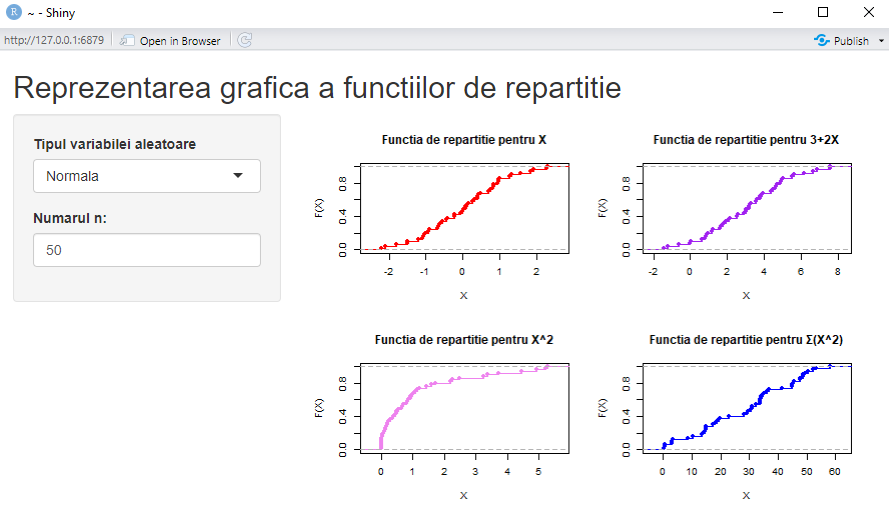 R ~ - Shiny
http://127.0.0.1:6879 Open in Browser Publish
Reprezentarea grafica a functiilor de repartitie
Tipul variabilei aleatoare
Normala
Numarul n:
50
Functia de repartitie pentru X
F(X)
0.0 0.4 0.8
-2 -1 0 1 2
X
Functia de repartitie pentru 3+2X
F(X)
0.0 0.4 0.8
-2 0 2 4 6 8
X
Functia de repartitie pentru X^2
F(X)
0.0 0.4 0.8
0 1 2 3 4 5
X
Functia de repartitie pentru Σ(X^2)
F(X)
0.0 0.4 0.8
0 10 20 30 40 50 60
X